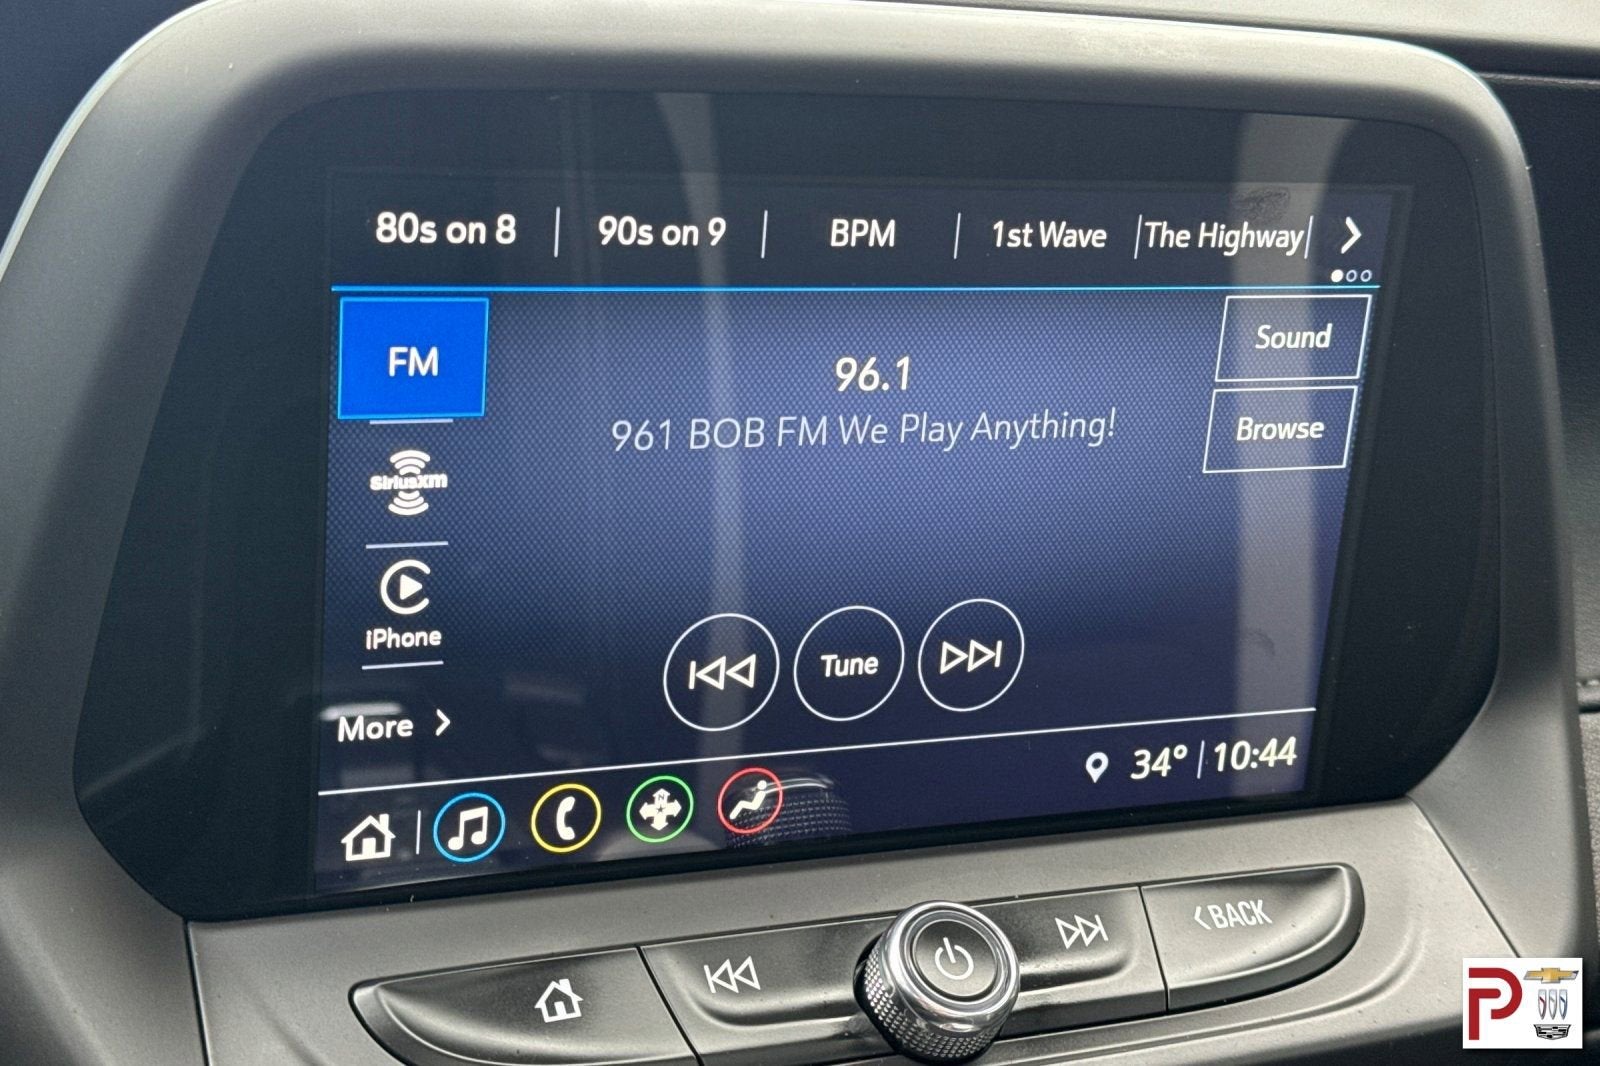 80s on 8 | 90s on 9 | BPM | 1st Wave | The Highway |
FM
96.1
961 BOB FM We Play Anything!
Sound
Browse
SiriusXM
iPhone
Tune
More
34° | 10:44
N
BACK
P